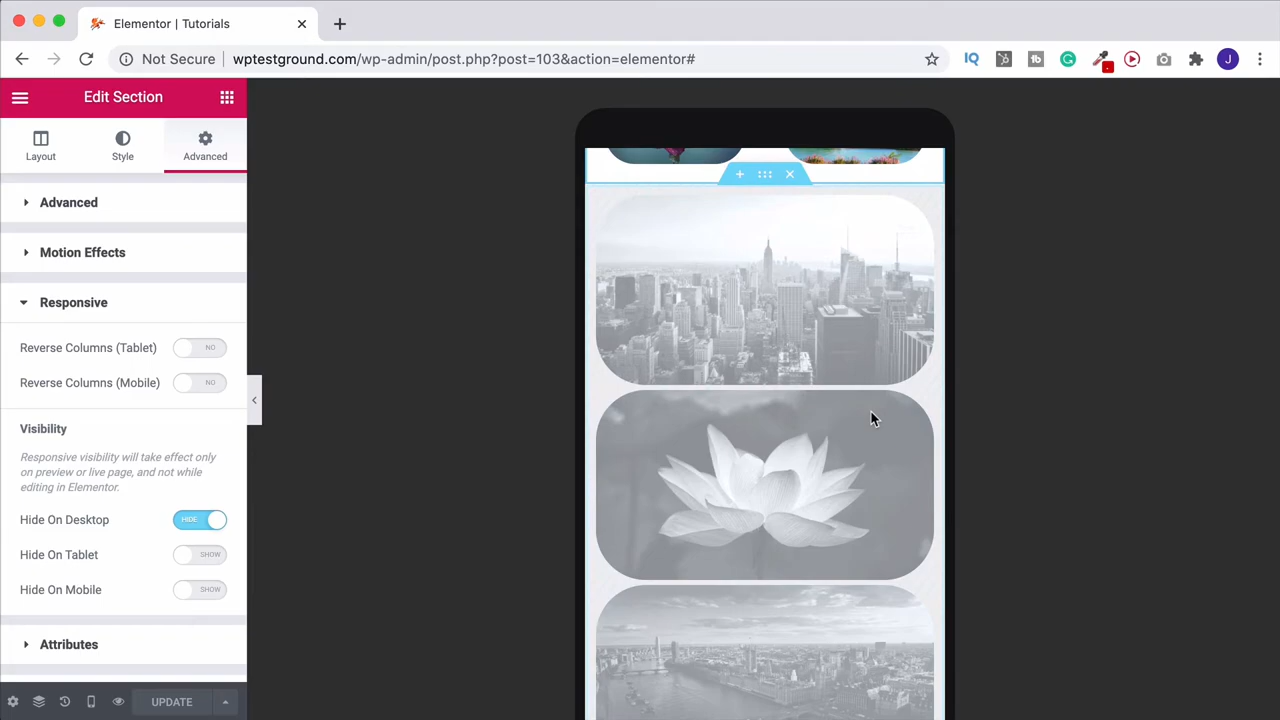 Elementor | Tutorials
Not Secure
wptestground.com/wp-admin/post.php?post=103&action=elementor#
IQ
tb
J
Edit Section
Layout
Style
Advanced
Advanced
Motion Effects
Responsive
Reverse Columns (Tablet)
NO
Reverse Columns (Mobile)
NO
Visibility
Responsive visibility will take effect only
on preview or live page, and not while
editing in Elementor.
Hide On Desktop
HIDE
Hide On Tablet
SHOW
Hide On Mobile
SHOW
Attributes
UPDATE